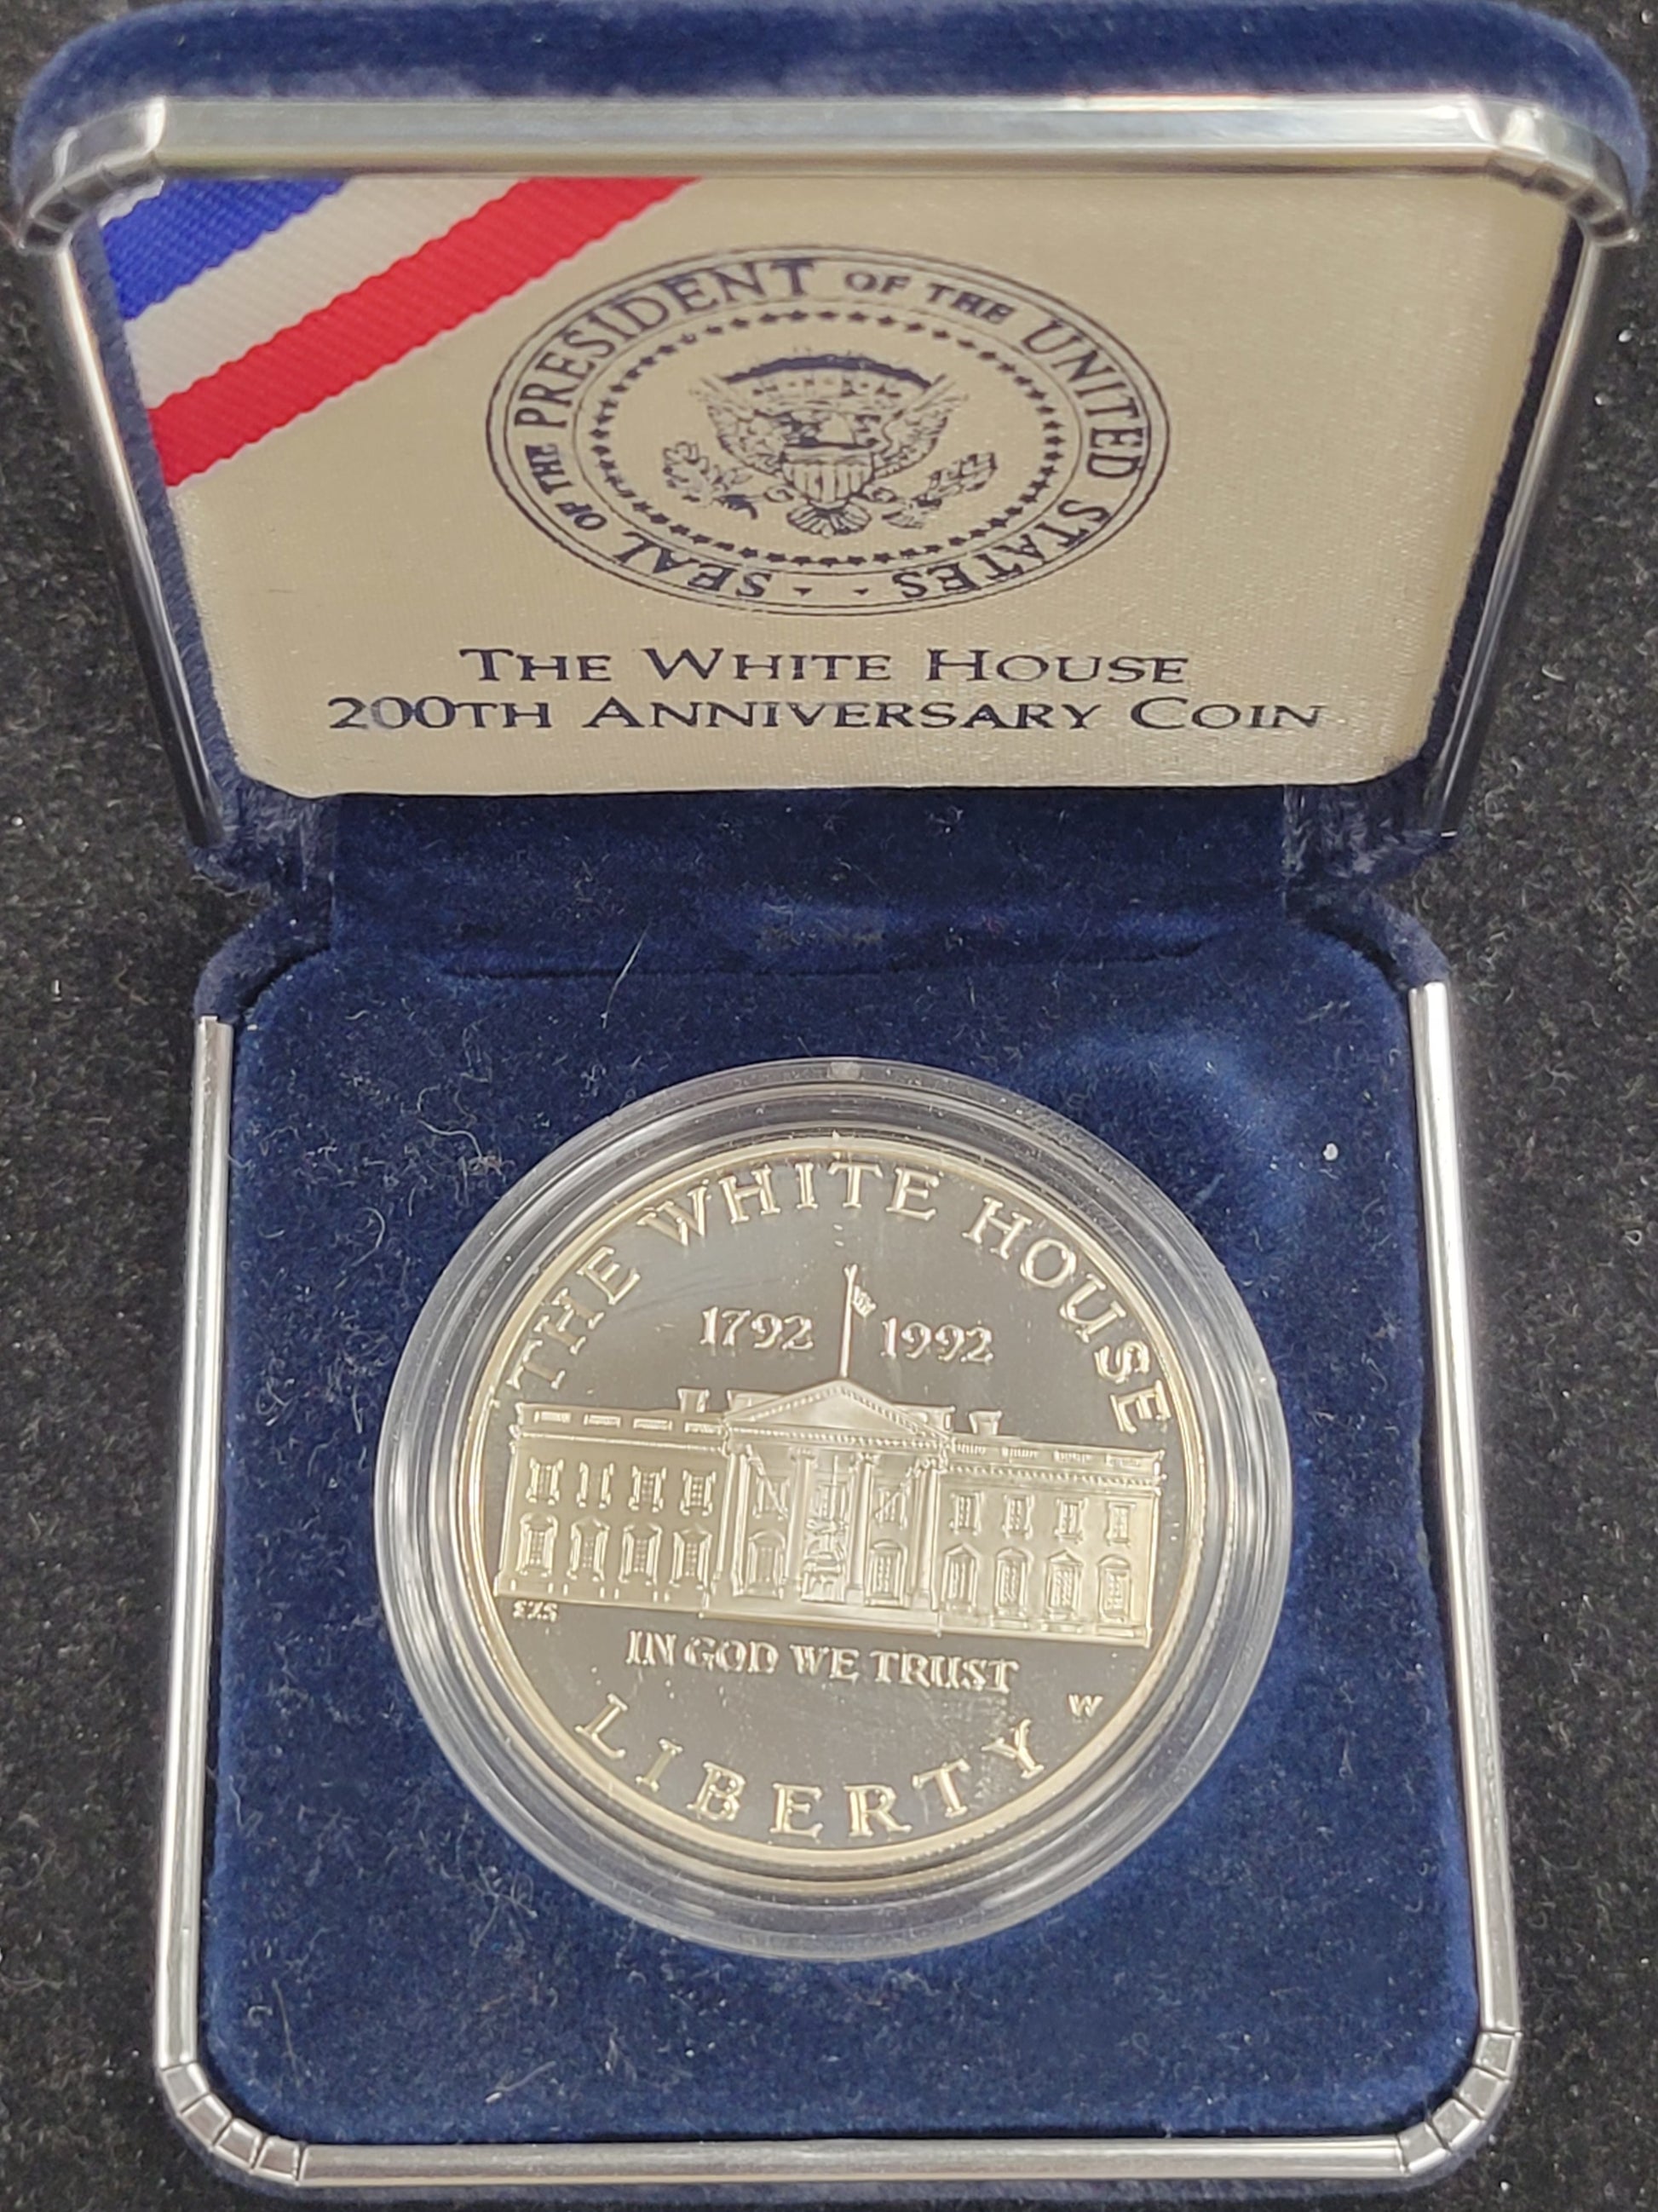 SEAL OF THE PRESIDENT OF THE UNITED STATES
THE WHITE HOUSE
200TH ANNIVERSARY COIN
THE WHITE HOUSE
1792 1992
IN GOD WE TRUST
W
LIBERTY